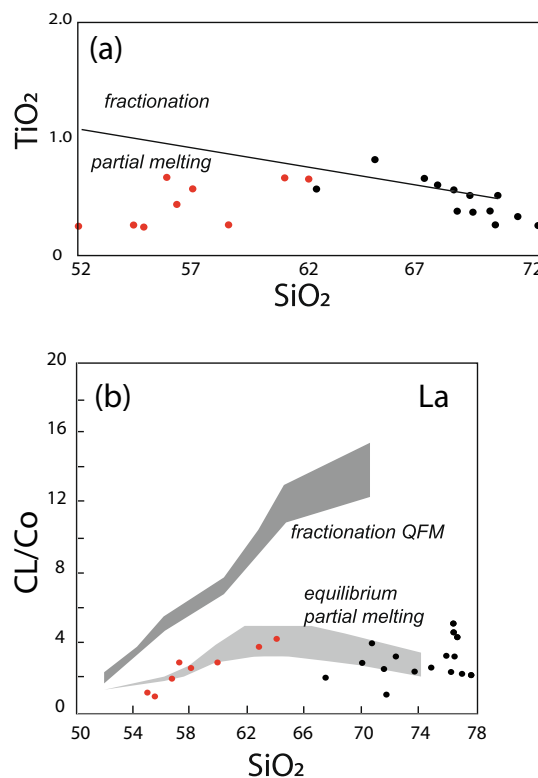 (a)
TiO₂
2.0
1.0
0
fractionation
partial melting
52 57 62 67 72
SiO₂
(b)
La
CL/Co
20
16
12
8
4
0
fractionation QFM
equilibrium
partial melting
50 54 58 62 66 70 74 78
SiO₂